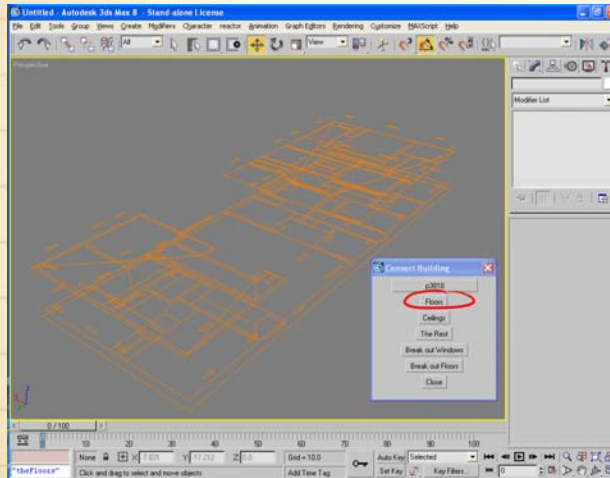 Untitled - Autodesk 3ds Max 8 - Stand-alone License
File Edit Tools Group Views Create Modifiers Character reactor Animation Graph Editors Rendering Customize MAXScript Help
All View
Perspective
Modifier List
Convert Building
p3018
Floors
Ceilings
The Rest
Break out Windows
Break out Floors
Close
0 / 100
0 10 20 30 40 50 60 70 80 90 100
None X: Y: Z: 0.0 Grid = 10.0 Auto Key Selected
"theFloors" Click and drag to select and move objects Add Time Tag Set Key Key Filters... 0